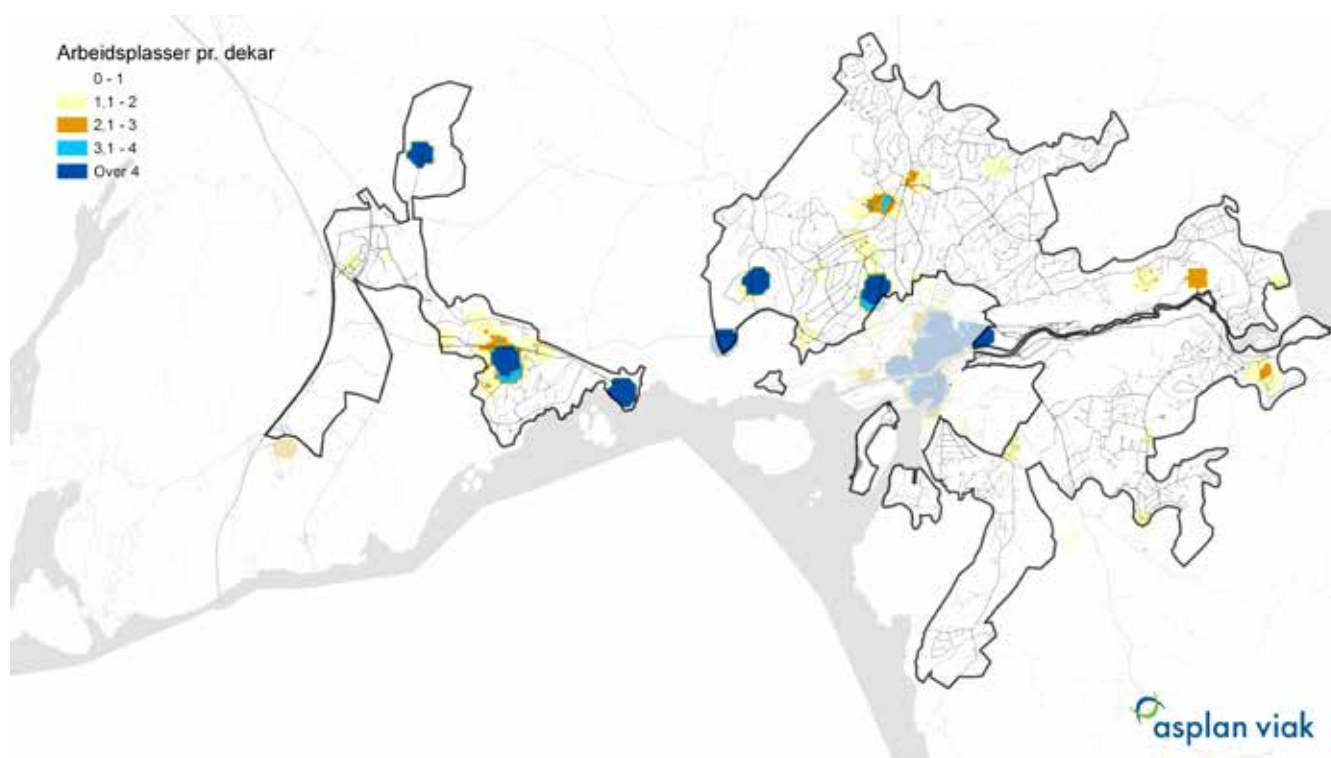 Arbeidsplasser pr. dekar
0 - 1
1,1 - 2
2,1 - 3
3,1 - 4
Over 4
asplan viak